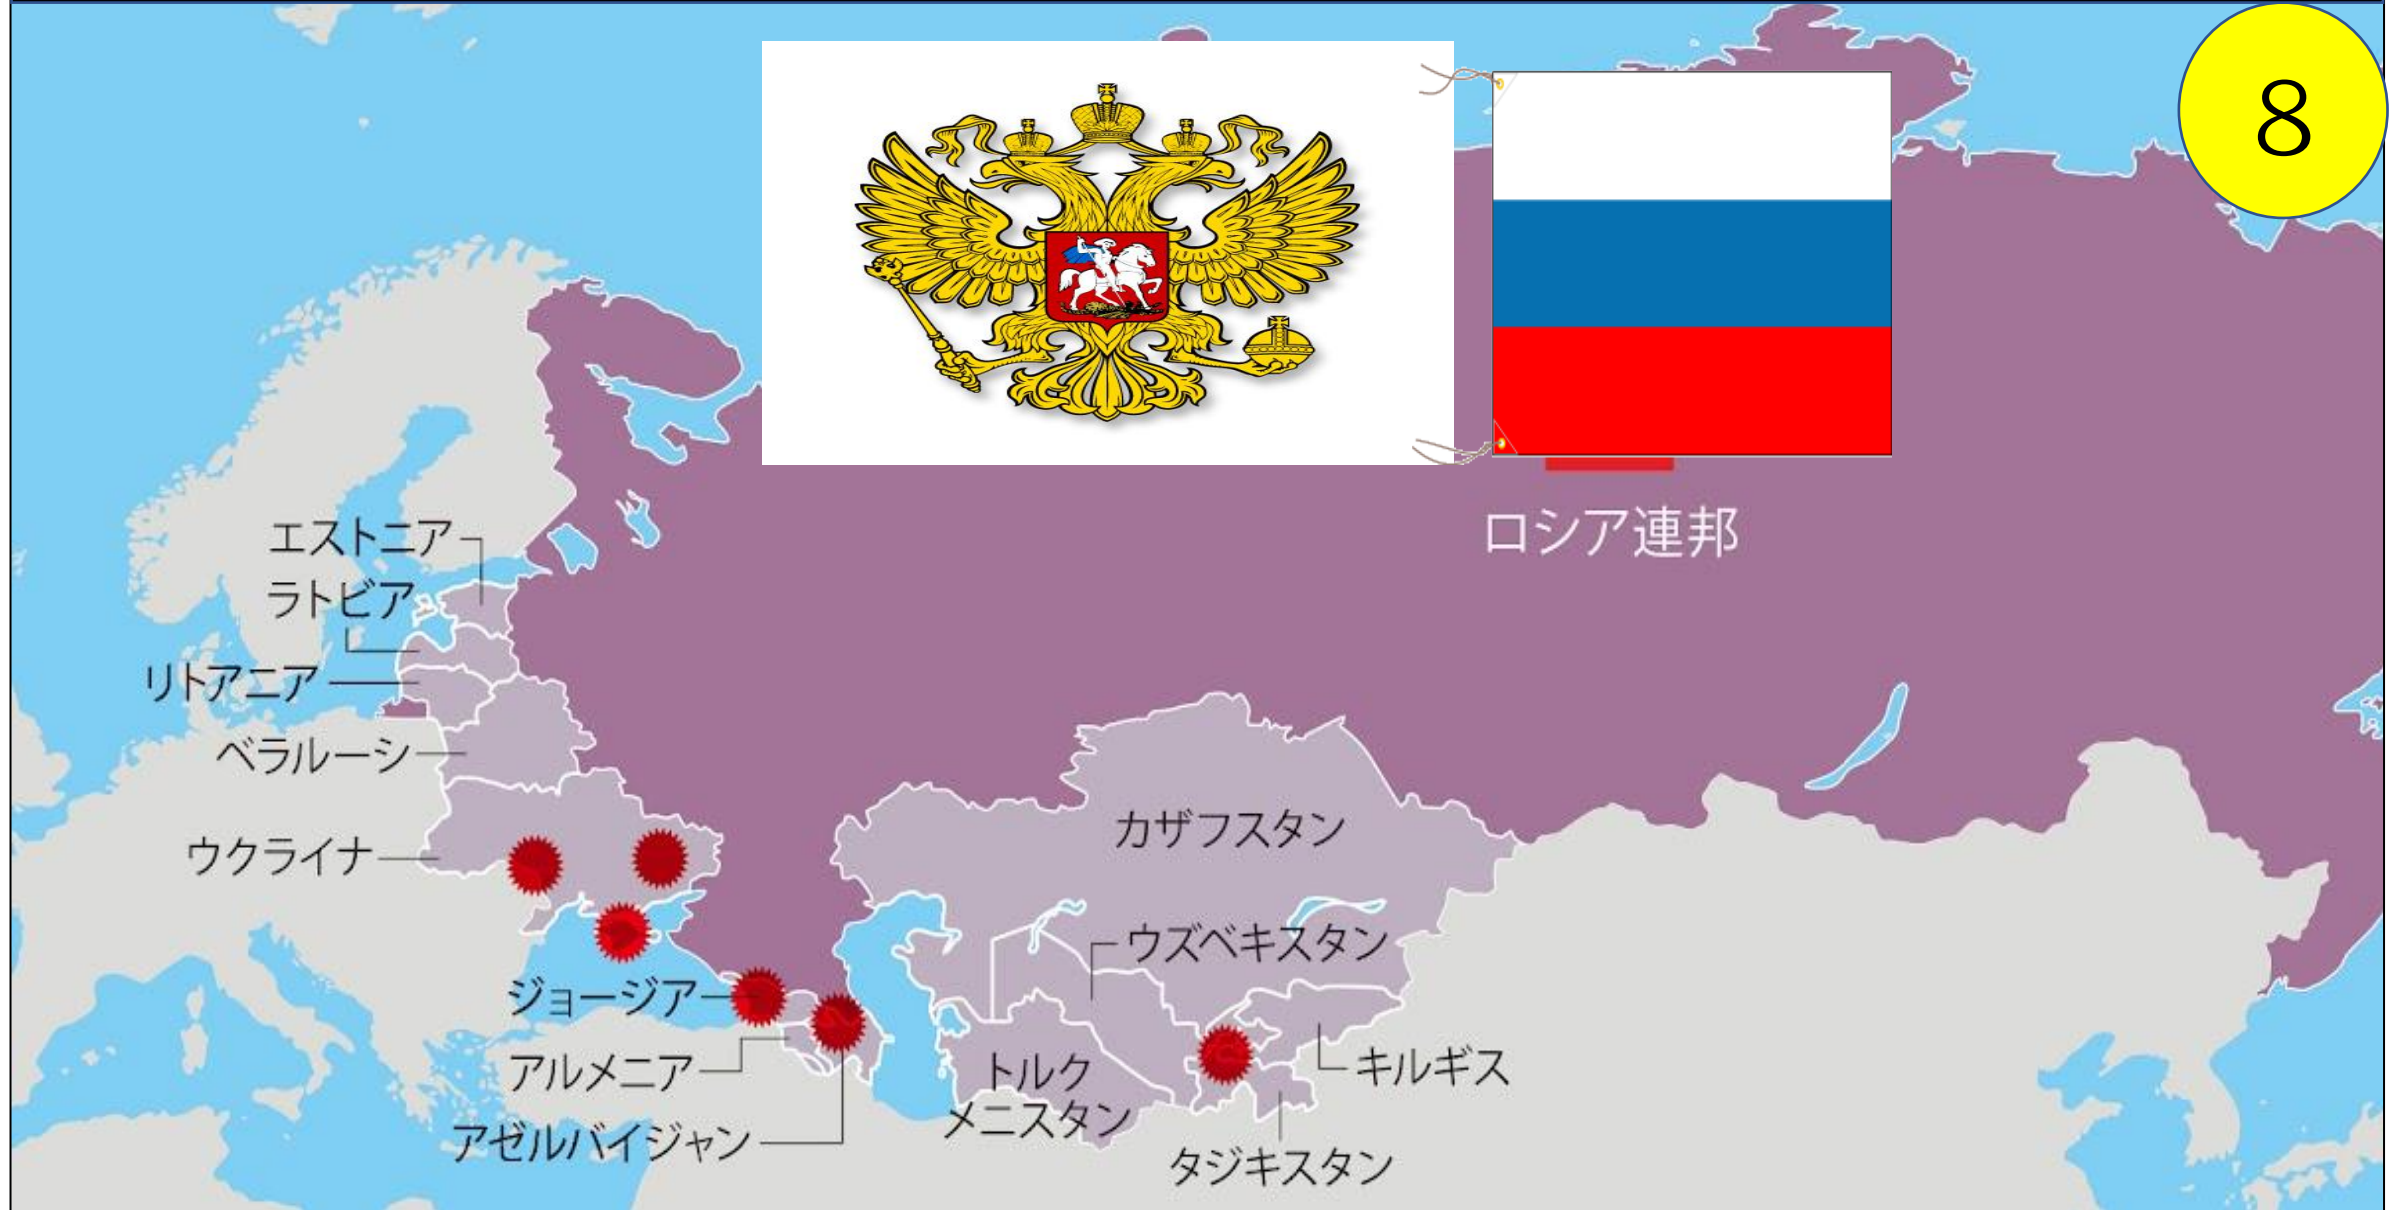 8
ロシア連邦
エストニア
ラトビア
リトアニア
ベラルーシ
ウクライナ
カザフスタン
ウズベキスタン
ジョージア
アルメニア
トルク
メニスタン
キルギス
アゼルバイジャン
タジキスタン